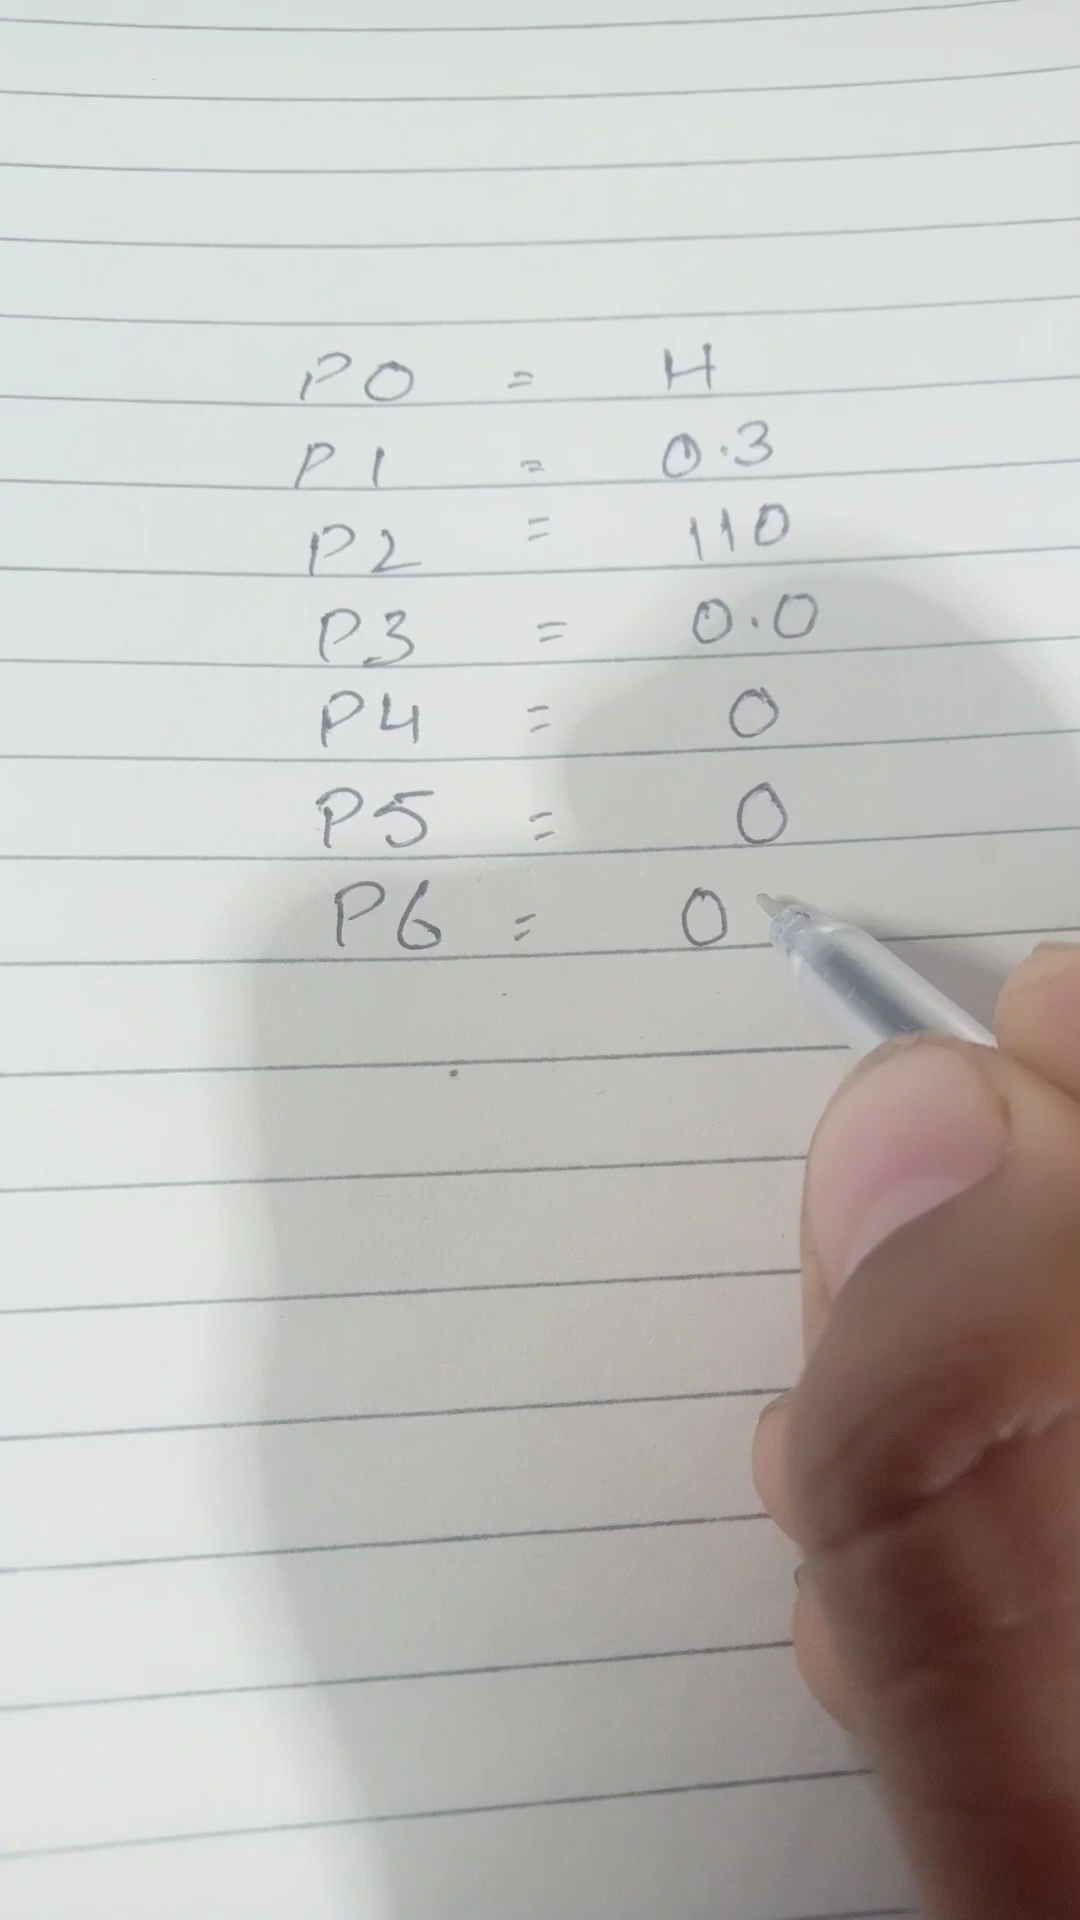 P0 = H
P1 = 0.3
P2 = 110
P3 = 0.0
P4 = 0
P5 = 0
P6 = 0